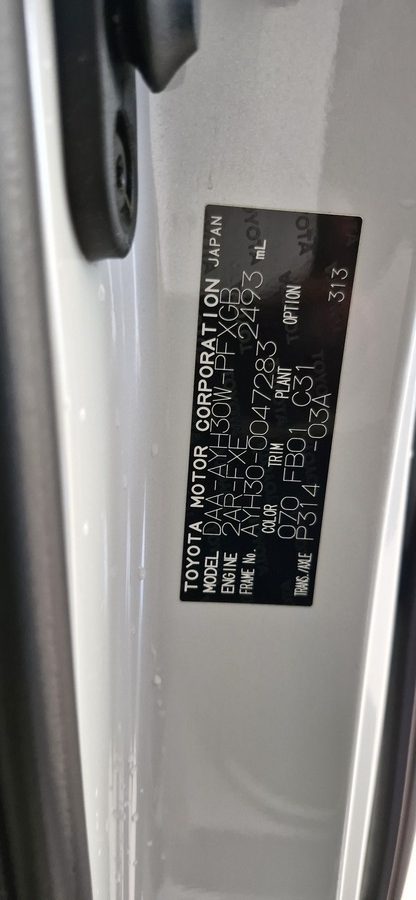 TOYOTA MOTOR CORPORATION JAPAN
MODEL DAA-AYH30W-PFXGB
ENGINE 2AR-FXE 2493 mL
FRAME No. AYH30-0047283
COLOR TRIM PLANT OPTION
070 FB01 C31
TRANS./AXLE P314 -03A 313